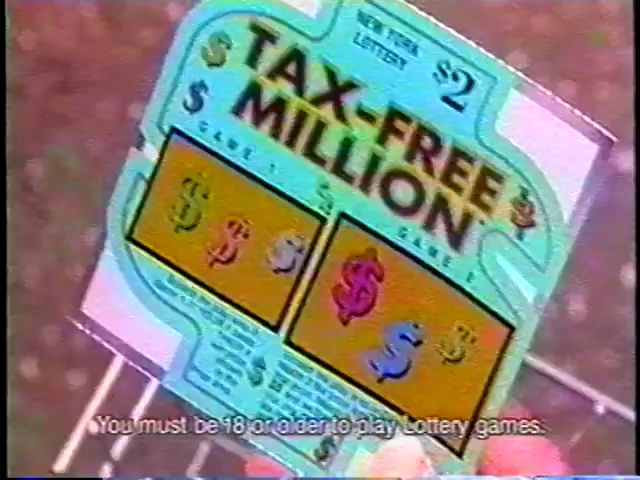 NEW YORK
LOTTERY
$2
TAX-FREE
MILLION
GAME 1
GAME 2
You must be 18 or older to play Lottery games.